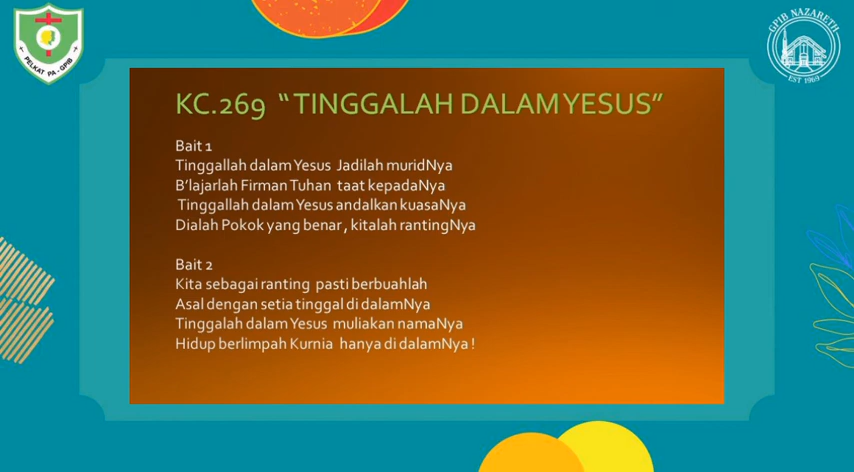 PELKAT PA - GPIB
GPIB NAZARETH
EST 1969
KC.269 “ TINGGALAH DALAM YESUS”
Bait 1
Tinggallah dalam Yesus Jadilah muridNya
B’lajarlah Firman Tuhan taat kepadaNya
Tinggallah dalam Yesus andalkan kuasaNya
Dialah Pokok yang benar , kitalah rantingNya
Bait 2
Kita sebagai ranting pasti berbuahlah
Asal dengan setia tinggal di dalamNya
Tinggalah dalam Yesus muliakan namaNya
Hidup berlimpah Kurnia hanya di dalamNya !